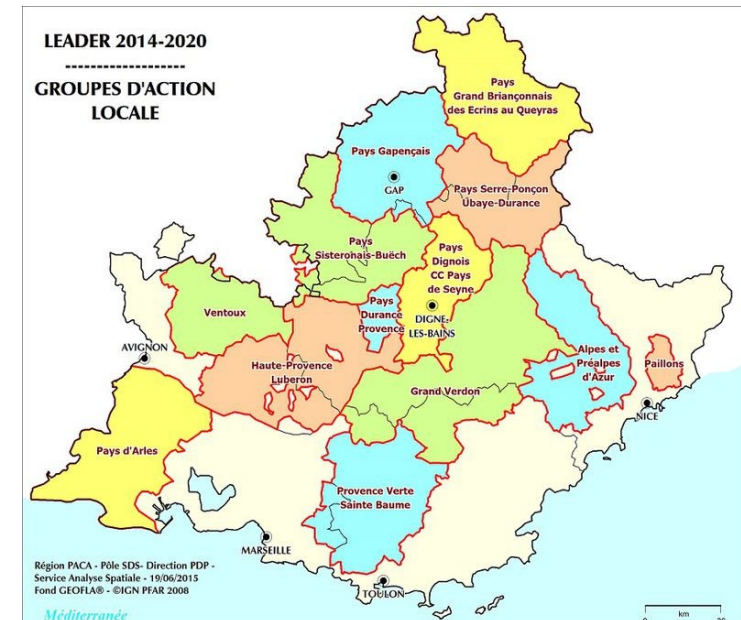 LEADER 2014-2020
-------------------
GROUPES D'ACTION
LOCALE
Pays
Grand Briançonnais
des Ecrins au Queyras
Pays Gapençais
GAP
Pays Serre-Ponçon
Ubaye-Durance
Pays
Sisteronais-Buëch
Pays
Dignois
CC Pays
de Seyne
Ventoux
Pays
Durance
Provence
DIGNE-
LES-BAINS
AVIGNON
Haute-Provence
Luberon
Alpes et
Préalpes
d'Azur
Paillons
Grand Verdon
NICE
Pays d'Arles
Provence Verte
Sainte Baume
MARSEILLE
TOULON
Région PACA - Pôle SDS- Direction PDP -
Service Analyse Spatiale - 19/06/2015
Fond GEOFLA® - ©IGN PFAR 2008
Méditerranée
km